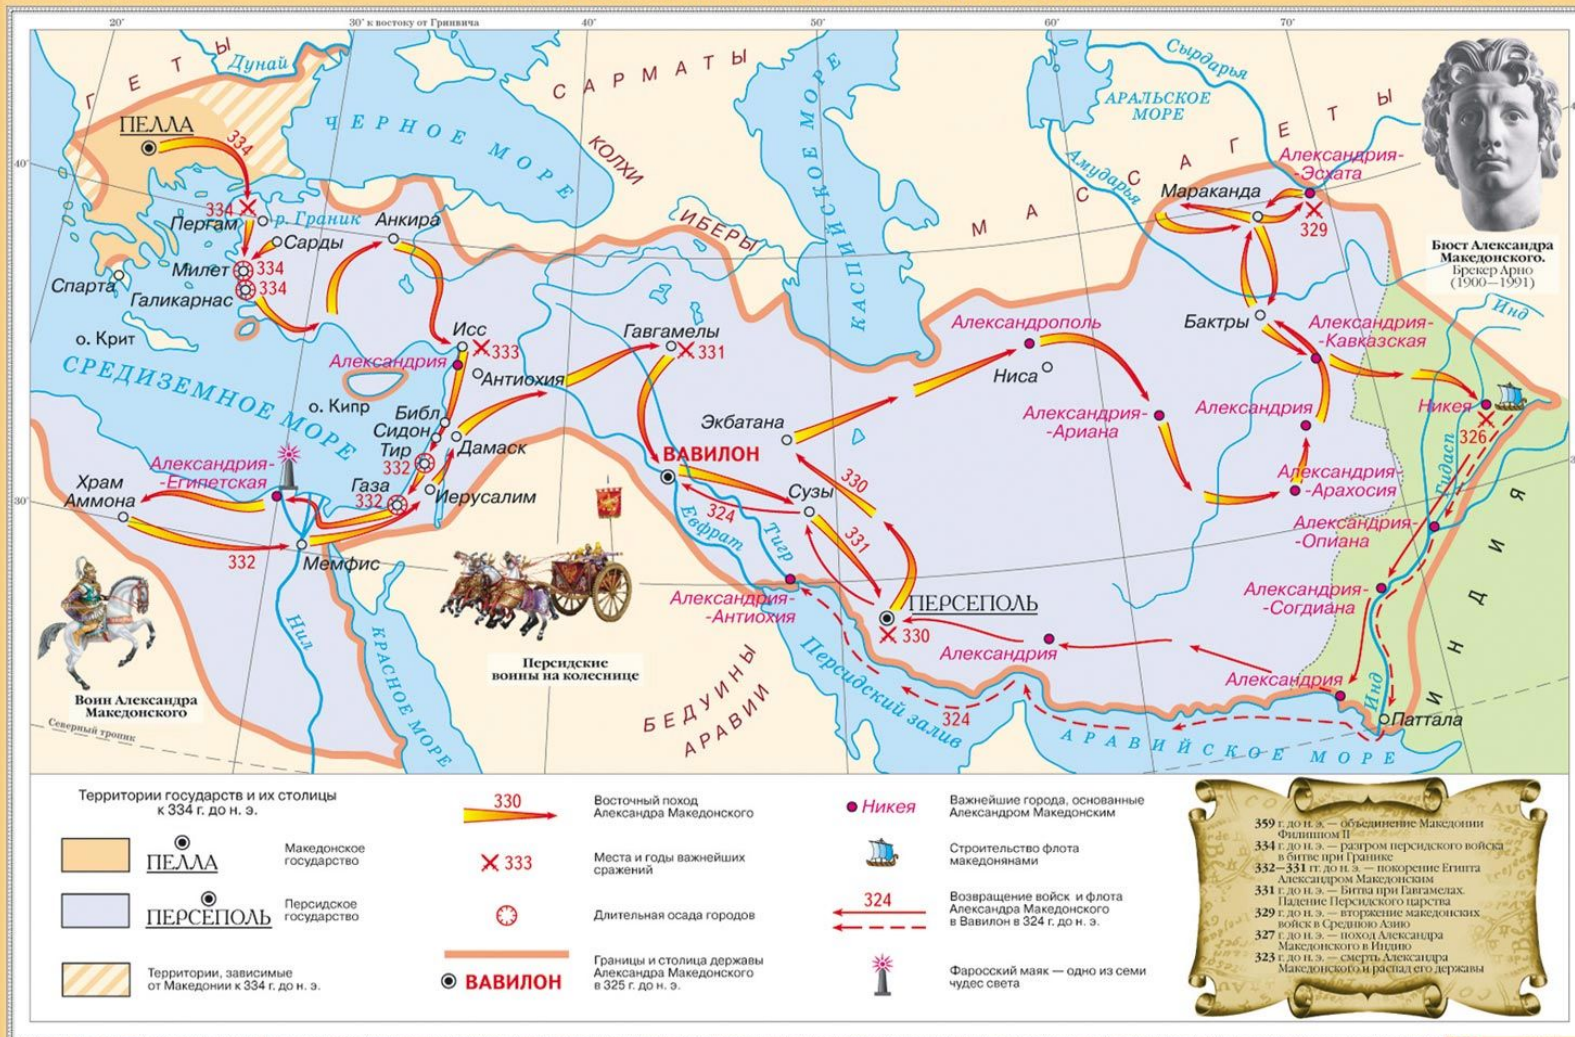 20°
30° к востоку от Гринвича
40°
50°
60°
70°
ГЕТЫ
Дунай
САРМАТЫ
Сырдарья
АРАЛЬСКОЕ
МОРЕ
ПЕЛЛА
334
ЧЕРНОЕ МОРЕ
КОЛХИ
КАСПИЙСКОЕ МОРЕ
МАССАГЕТЫ
Амударья
Александрия-
-Эсхата
Мараканда
329
40°
334
Пергам
р. Граник
Сарды
Анкира
ИБЕРЫ
Милет
334
Спарта
334
Галикарнас
Бюст Александра
Македонского.
Брекер Арно
(1900—1991)
о. Крит
Исс
333
Александрия
Антиохия
Гавгамелы
331
Александрополь
Ниса
Бактры
Александрия-
-Кавказская
Инд
СРЕДИЗЕМНОЕ МОРЕ
о. Кипр
Библ
Сидон
Тир
332
Дамаск
Экбатана
Александрия-
-Ариана
Александрия
Никея
326
Гидасп
ВАВИЛОН
Александрия-
-Египетская
Газа
332
Иерусалим
Храм
Аммона
30°
Сузы
330
324
Евфрат
Тигр
331
Александрия-
-Арахосия
Александрия-
-Опиана
ИНДИЯ
332
Мемфис
Нил
КРАСНОЕ МОРЕ
Александрия-
-Антиохия
ПЕРСЕПОЛЬ
330
Александрия-
-Согдиана
Александрия
Александрия
Инд
Паттала
Персидские
воины на колеснице
Воин Александра
Македонского
Северный тропик
БЕДУИНЫ
АРАВИИ
Персидский залив
324
АРАВИЙСКОЕ МОРЕ
Территории государств и их столицы
к 334 г. до н. э.
ПЕЛЛА
Македонское
государство
ПЕРСЕПОЛЬ
Персидское
государство
Территории, зависимые
от Македонии к 334 г. до н. э.
330
Восточный поход
Александра Македонского
333
Места и годы важнейших
сражений
Длительная осада городов
ВАВИЛОН
Границы и столица державы
Александра Македонского
в 325 г. до н. э.
Никея
Важнейшие города, основанные
Александром Македонским
Строительство флота
македонянами
324
Возвращение войск и флота
Александра Македонского
в Вавилон в 324 г. до н. э.
Фаросский маяк — одно из семи
чудес света
359 г. до н. э. — объединение Македонии
Филиппом II
334 г. до н. э. — разгром персидского войска
в битве при Гранике
332—331 гг. до н. э. — покорение Египта
Александром Македонским
331 г. до н. э. — Битва при Гавгамелах.
Падение Персидского царства
329 г. до н. э. — вторжение македонских
войск в Среднюю Азию
327 г. до н. э. — поход Александра
Македонского в Индию
323 г. до н. э. — смерть Александра
Македонского и распад его державы